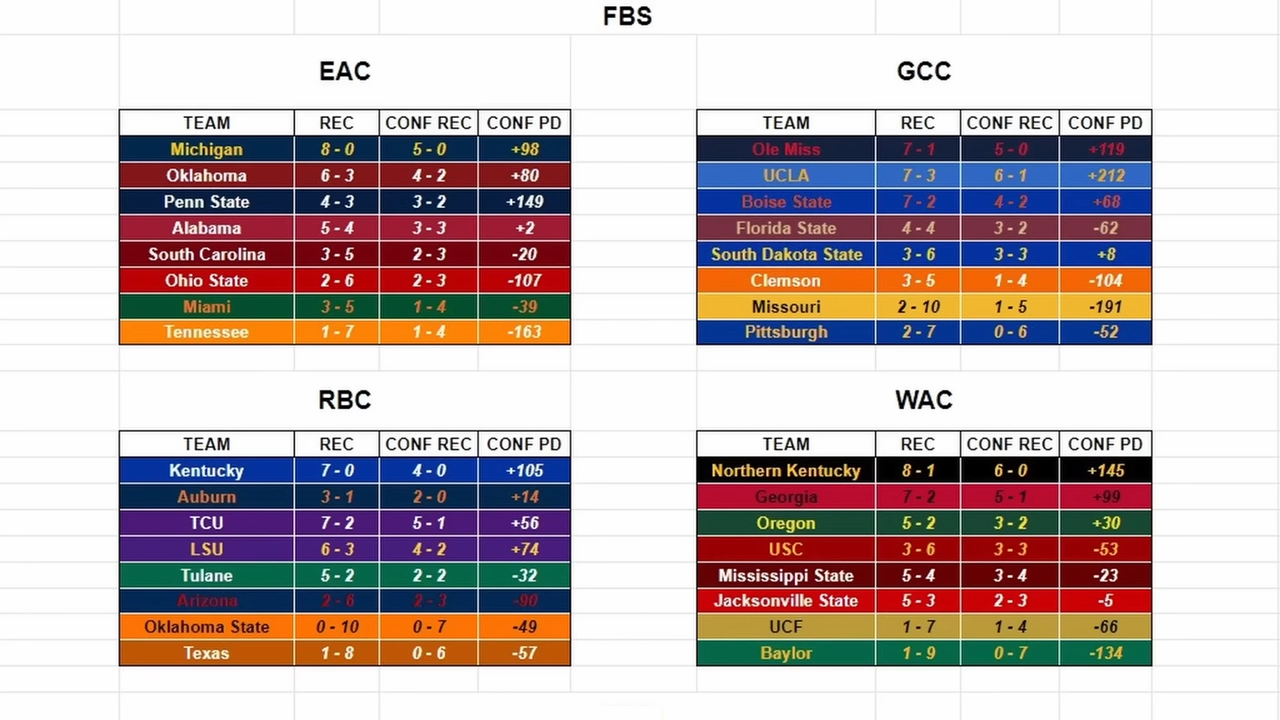 FBS
EAC
TEAM REC CONF REC CONF PD
Michigan 8 - 0 5 - 0 +98
Oklahoma 6 - 3 4 - 2 +80
Penn State 4 - 3 3 - 2 +149
Alabama 5 - 4 3 - 3 +2
South Carolina 3 - 5 2 - 3 -20
Ohio State 2 - 6 2 - 3 -107
Miami 3 - 5 1 - 4 -39
Tennessee 1 - 7 1 - 4 -163
GCC
TEAM REC CONF REC CONF PD
Ole Miss 7 - 1 5 - 0 +119
UCLA 7 - 3 6 - 1 +212
Boise State 7 - 2 4 - 2 +68
Florida State 4 - 4 3 - 2 -62
South Dakota State 3 - 6 3 - 3 +8
Clemson 3 - 5 1 - 4 -104
Missouri 2 - 10 1 - 5 -191
Pittsburgh 2 - 7 0 - 6 -52
RBC
TEAM REC CONF REC CONF PD
Kentucky 7 - 0 4 - 0 +105
Auburn 3 - 1 2 - 0 +14
TCU 7 - 2 5 - 1 +56
LSU 6 - 3 4 - 2 +74
Tulane 5 - 2 2 - 2 -32
Arizona 2 - 6 2 - 3 -90
Oklahoma State 0 - 10 0 - 7 -49
Texas 1 - 8 0 - 6 -57
WAC
TEAM REC CONF REC CONF PD
Northern Kentucky 8 - 1 6 - 0 +145
Georgia 7 - 2 5 - 1 +99
Oregon 5 - 2 3 - 2 +30
USC 3 - 6 3 - 3 -53
Mississippi State 5 - 4 3 - 4 -23
Jacksonville State 5 - 3 2 - 3 -5
UCF 1 - 7 1 - 4 -66
Baylor 1 - 9 0 - 7 -134